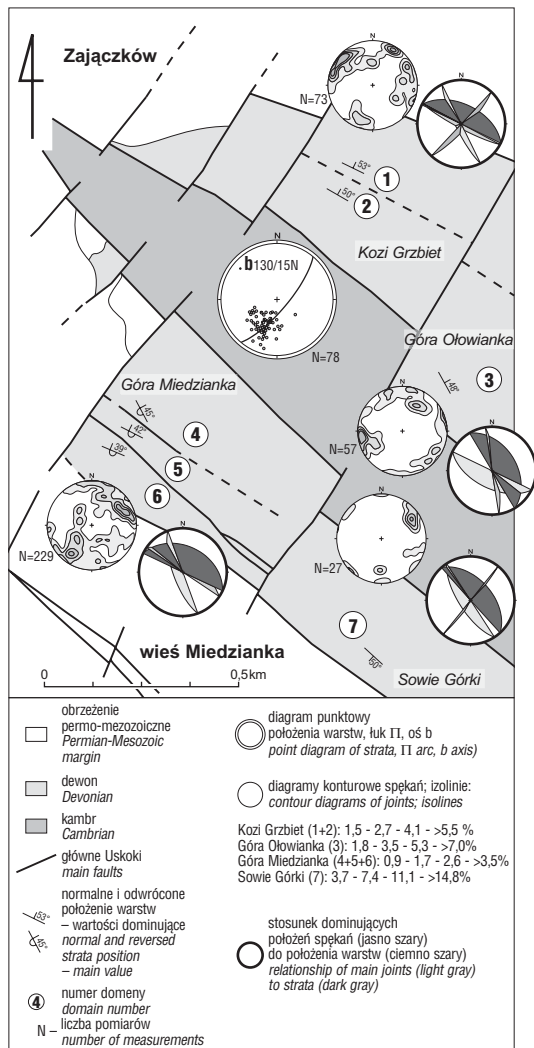 Zajączków
N
N=73
N
53°
1
50°
2
Kozi Grzbiet
N
.b130/15N
N=78
Góra Ołowianka
48°
3
Góra Miedzianka
45°
4
42°
5
39°
6
N
N=57
N
N
N=229
N
N
N=27
N
7
50°
Sowie Górki
wieś Miedzianka
0
0,5km
obrzeżenie
permo-mezozoiczne
Permian-Mesozoic
margin
dewon
Devonian
kambr
Cambrian
główne Uskoki
main faults
53°
45°
normalne i odwrócone
położenie warstw
– wartości dominujące
normal and reversed
strata position
– main value
4
numer domeny
domain number
N – liczba pomiarów
number of measurements
diagram punktowy
położenia warstw, łuk Π, oś b
point diagram of strata, Π arc, b axis)
diagramy konturowe spękań; izolinie:
contour diagrams of joints; isolines
Kozi Grzbiet (1+2): 1,5 - 2,7 - 4,1 - >5,5 %
Góra Ołowianka (3): 1,8 - 3,5 - 5,3 - >7,0%
Góra Miedzianka (4+5+6): 0,9 - 1,7 - 2,6 - >3,5%
Sowie Górki (7): 3,7 - 7,4 - 11,1 - >14,8%
stosunek dominujących
położeń spękań (jasno szary)
do położenia warstw (ciemno szary)
relationship of main joints (light gray)
to strata (dark gray)